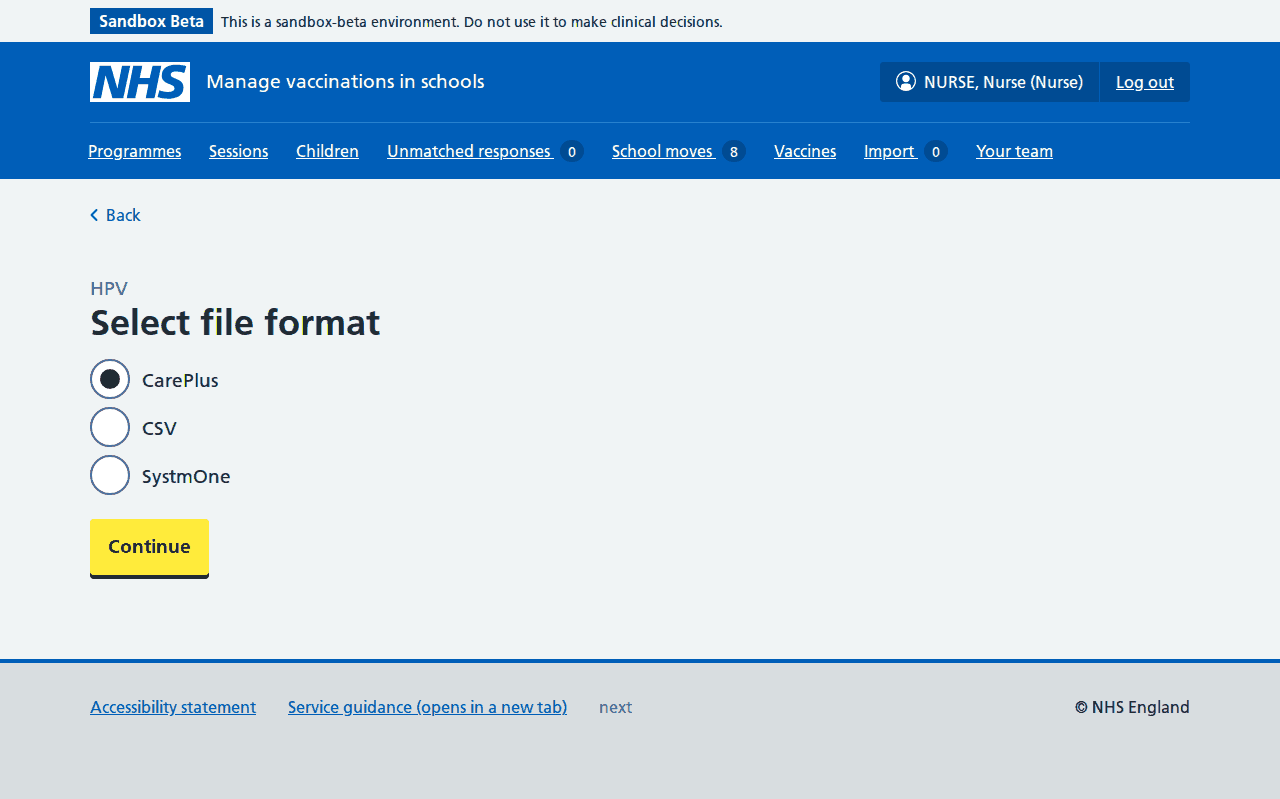 Sandbox Beta This is a sandbox-beta environment. Do not use it to make clinical decisions.
NHS Manage vaccinations in schools NURSE, Nurse (Nurse) Log out
Programmes Sessions Children Unmatched responses 0 School moves 8 Vaccines Import 0 Your team
Back
HPV
Select file format
CarePlus
CSV
SystmOne
Continue
Accessibility statement Service guidance (opens in a new tab) next © NHS England